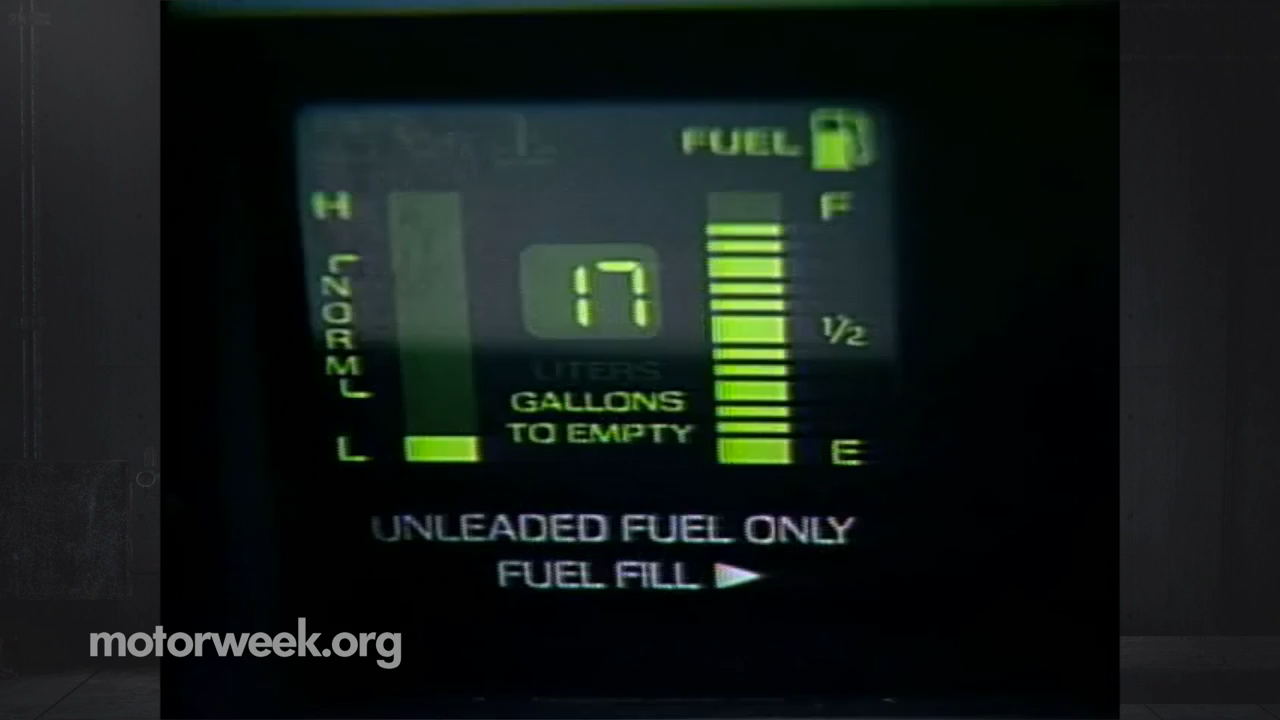 FUEL
H
F
NORML
17
1/2
LITERS
GALLONS
TO EMPTY
L
E
UNLEADED FUEL ONLY
FUEL FILL ▶
motorweek.org